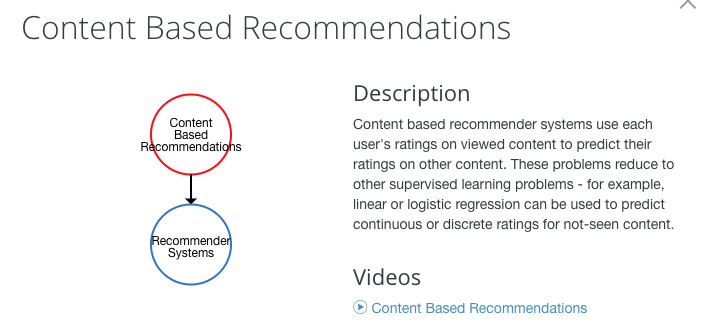 Content Based Recommendations
Content
Based
Recommendations
Recommender
Systems
Description
Content based recommender systems use each
user's ratings on viewed content to predict their
ratings on other content. These problems reduce to
other supervised learning problems - for example,
linear or logistic regression can be used to predict
continuous or discrete ratings for not-seen content.
Videos
Content Based Recommendations